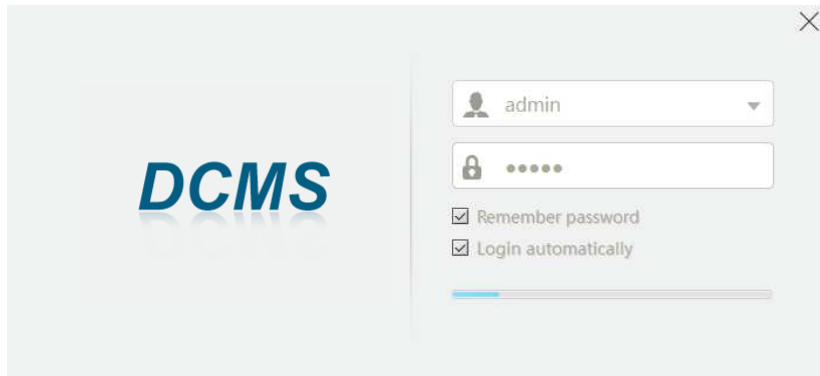 DCMS
admin
•••••
Remember password
Login automatically